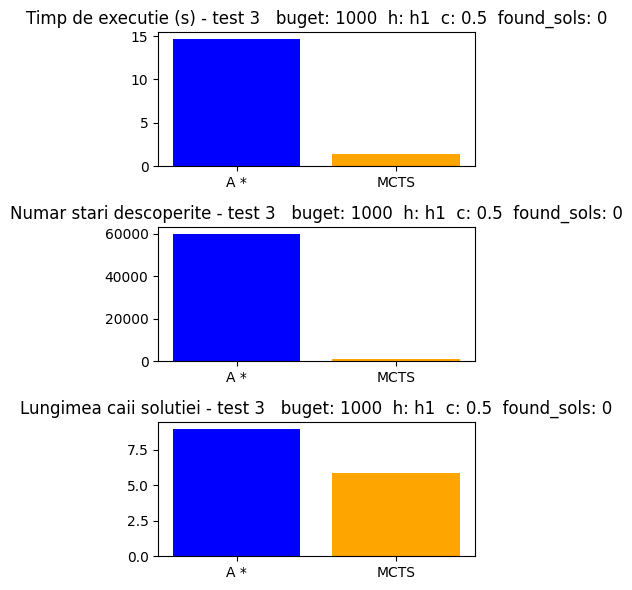 Timp de executie (s) - test 3   buget: 1000  h: h1  c: 0.5  found_sols: 0
15
10
5
0
A *
MCTS
Numar stari descoperite - test 3   buget: 1000  h: h1  c: 0.5  found_sols: 0
60000
40000
20000
0
A *
MCTS
Lungimea caii solutiei - test 3   buget: 1000  h: h1  c: 0.5  found_sols: 0
7.5
5.0
2.5
0.0
A *
MCTS